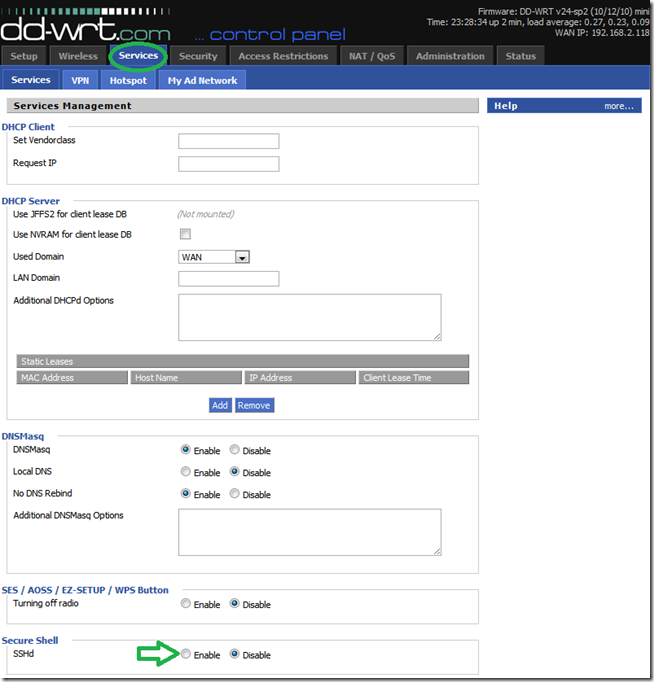 dd-wrt.com ... control panel
Firmware: DD-WRT v24-sp2 (10/12/10) mini
Time: 23:28:34 up 2 min, load average: 0.27, 0.23, 0.09
WAN IP: 192.168.2.118
Setup Wireless Services Security Access Restrictions NAT / QoS Administration Status
Services VPN Hotspot My Ad Network
Services Management
Help more...
DHCP Client
Set Vendorclass
Request IP
DHCP Server
Use JFFS2 for client lease DB (Not mounted)
Use NVRAM for client lease DB
Used Domain WAN
LAN Domain
Additional DHCPd Options
Static Leases
MAC Address Host Name IP Address Client Lease Time
Add Remove
DNSMasq
DNSMasq Enable Disable
Local DNS Enable Disable
No DNS Rebind Enable Disable
Additional DNSMasq Options
SES / AOSS / EZ-SETUP / WPS Button
Turning off radio Enable Disable
Secure Shell
SSHd Enable Disable